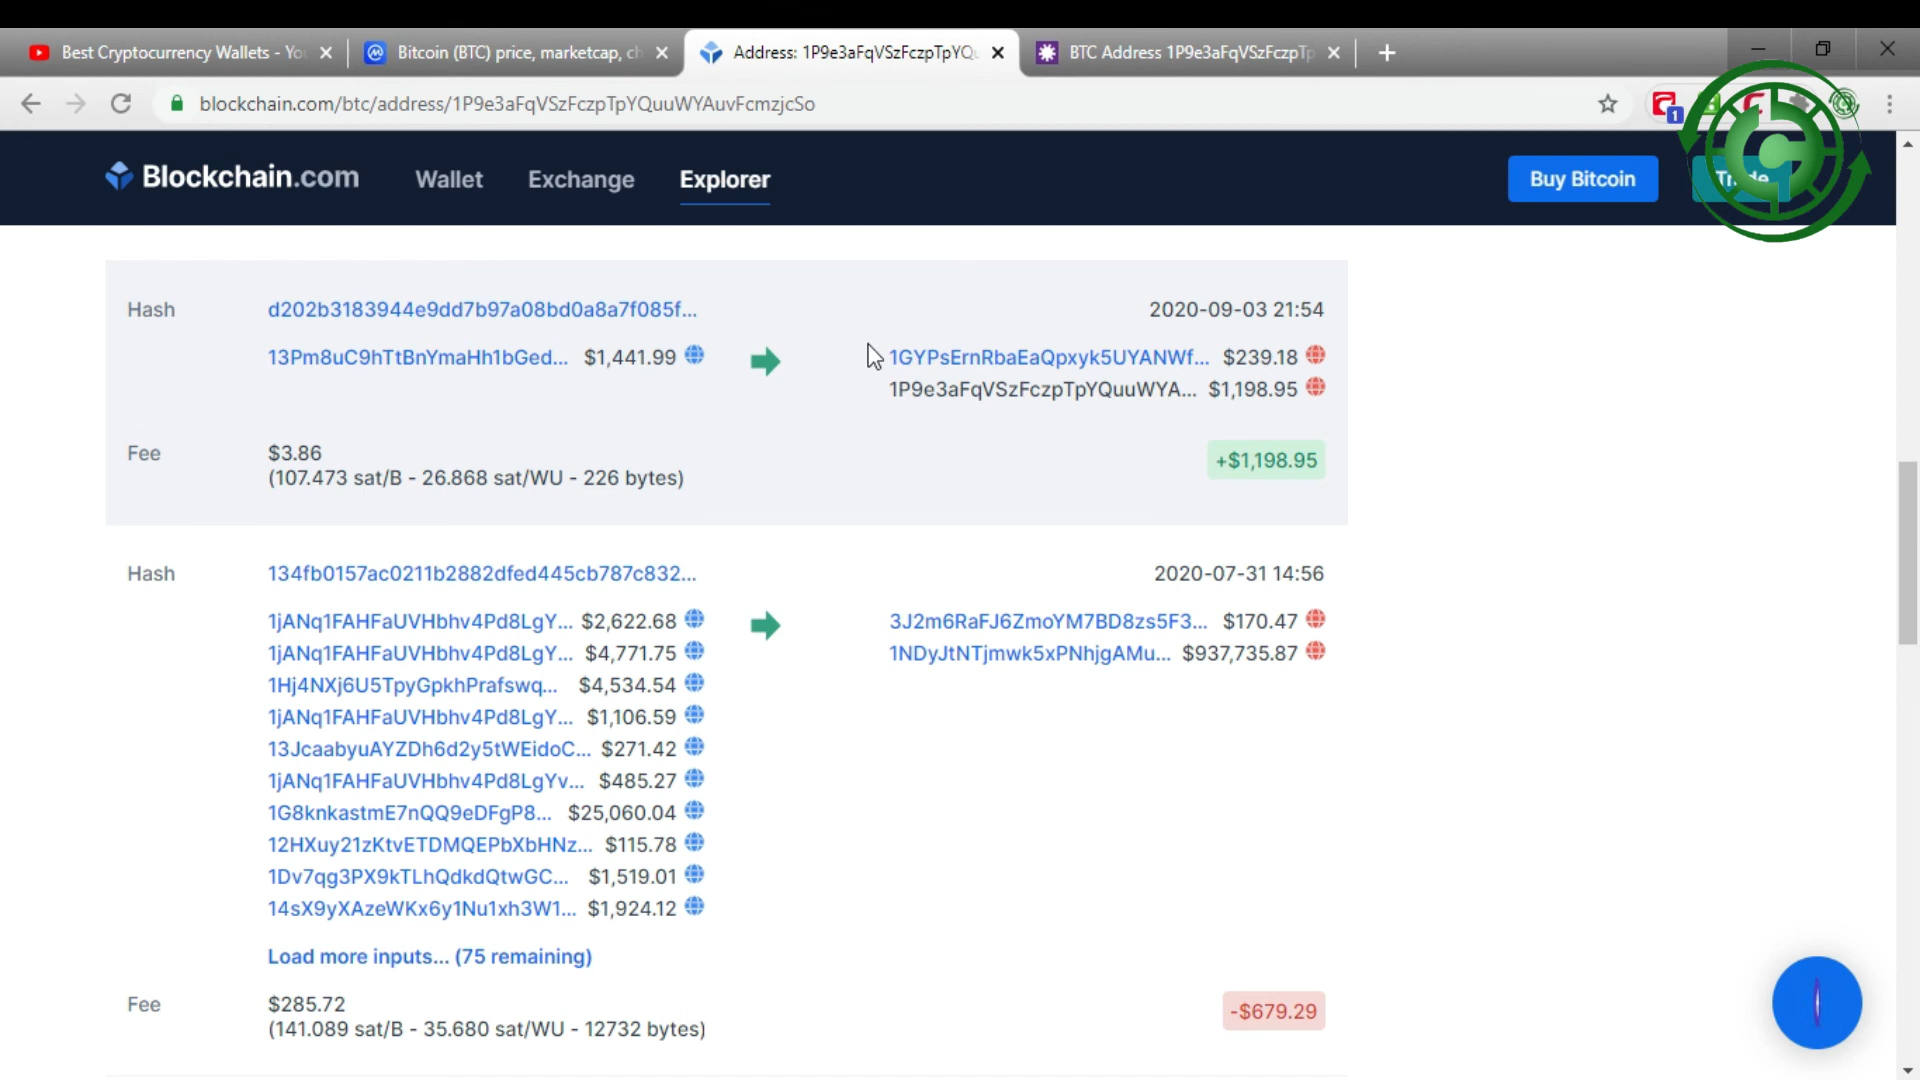 Best Cryptocurrency Wallets - You
Bitcoin (BTC) price, marketcap, ch
Address: 1P9e3aFqVSzFczpTpYQu
BTC Address 1P9e3aFqVSzFczpTp
blockchain.com/btc/address/1P9e3aFqVSzFczpTpYQuuWYAuvFcmzjcSo
1
Blockchain.com Wallet Exchange Explorer Buy Bitcoin Trade
Hash d202b3183944e9dd7b97a08bd0a8a7f085f... 2020-09-03 21:54
13Pm8uC9hTtBnYmaHh1bGed... $1,441.99 1GYPsErnRbaEaQpxyk5UYANWf... $239.18
1P9e3aFqVSzFczpTpYQuuWYA... $1,198.95
Fee $3.86
(107.473 sat/B - 26.868 sat/WU - 226 bytes) +$1,198.95
Hash 134fb0157ac0211b2882dfed445cb787c832... 2020-07-31 14:56
1jANq1FAHFaUVHbhv4Pd8LgY... $2,622.68 3J2m6RaFJ6ZmoYM7BD8zs5F3... $170.47
1jANq1FAHFaUVHbhv4Pd8LgY... $4,771.75 1NDyJtNTjmwk5xPNhjgAMu... $937,735.87
1Hj4NXj6U5TpyGpkhPrafswq... $4,534.54
1jANq1FAHFaUVHbhv4Pd8LgY... $1,106.59
13JcaabyuAYZDh6d2y5tWEidoC... $271.42
1jANq1FAHFaUVHbhv4Pd8LgYv... $485.27
1G8knkastmE7nQQ9eDFgP8... $25,060.04
12HXuy21zKtvETDMQEPbXbHNz... $115.78
1Dv7qg3PX9kTLhQdkdQtwGC... $1,519.01
14sX9yXAzeWKx6y1Nu1xh3W1... $1,924.12
Load more inputs... (75 remaining)
Fee $285.72
(141.089 sat/B - 35.680 sat/WU - 12732 bytes) -$679.29